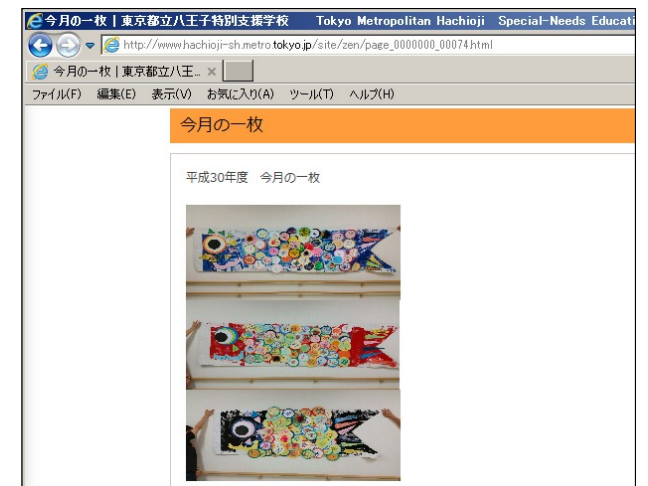 今月の一枚 | 東京都立八王子特別支援学校 Tokyo Metropolitan Hachioji Special-Needs Educati
http://www.hachioji-sh.metro.tokyo.jp/site/zen/page_0000000_00074.html
今月の一枚 | 東京都立八王...
ファイル(F) 編集(E) 表示(V) お気に入り(A) ツール(T) ヘルプ(H)
今月の一枚
平成30年度 今月の一枚